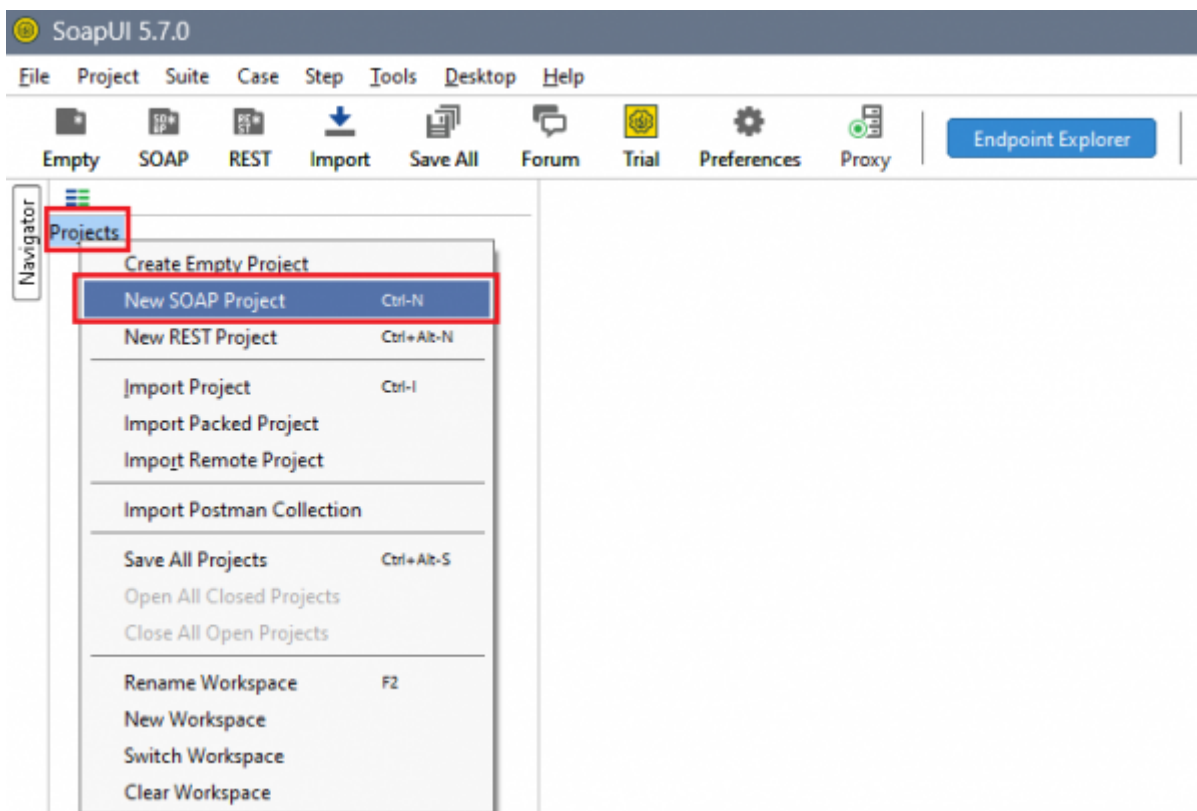 SoapUI 5.7.0
File Project Suite Case Step Tools Desktop Help
Empty SOAP REST Import Save All Forum Trial Preferences Proxy Endpoint Explorer
Navigator
Projects
Create Empty Project
New SOAP Project Ctrl-N
New REST Project Ctrl+Alt-N
Import Project Ctrl-I
Import Packed Project
Import Remote Project
Import Postman Collection
Save All Projects Ctrl+Alt-S
Open All Closed Projects
Close All Open Projects
Rename Workspace F2
New Workspace
Switch Workspace
Clear Workspace